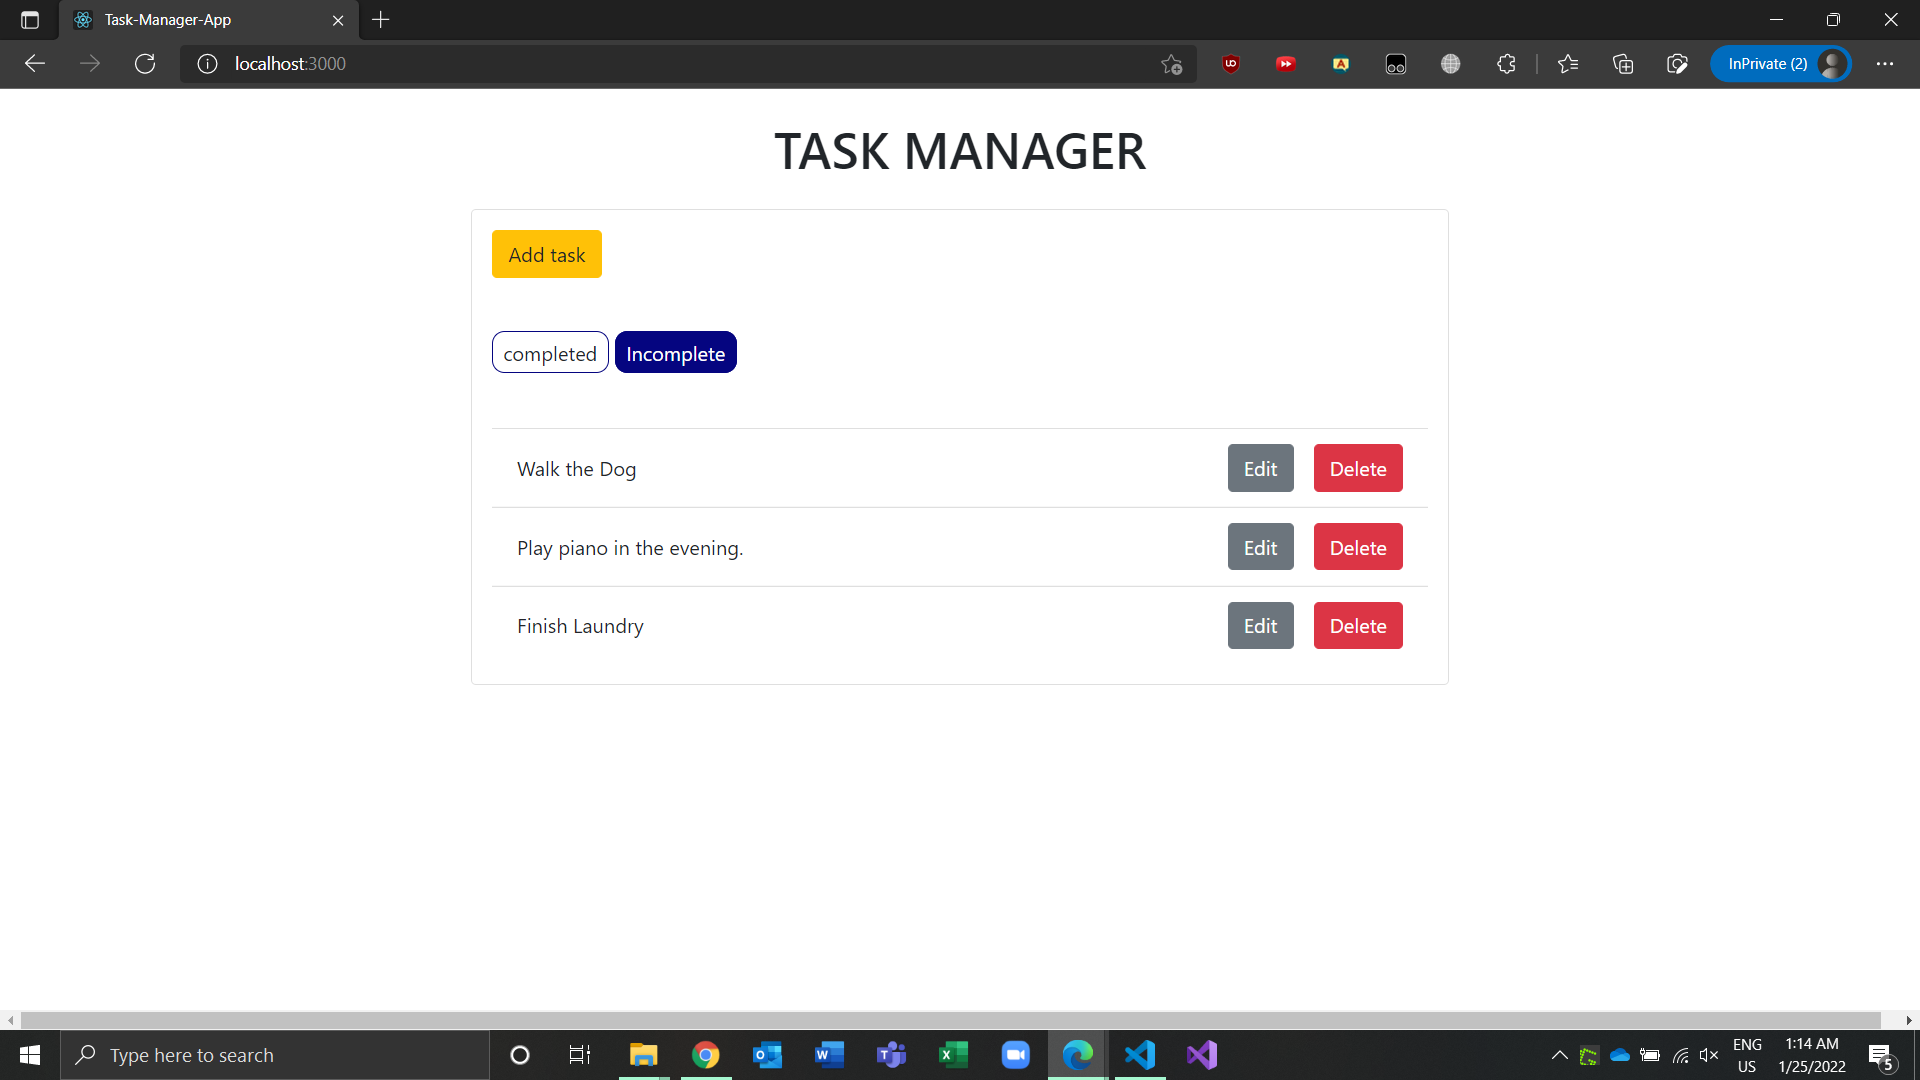 Task-Manager-App
localhost:3000
InPrivate (2)
TASK MANAGER
Add task
completed Incomplete
Walk the Dog Edit Delete
Play piano in the evening. Edit Delete
Finish Laundry Edit Delete
Type here to search
ENG
US
1:14 AM
1/25/2022
5